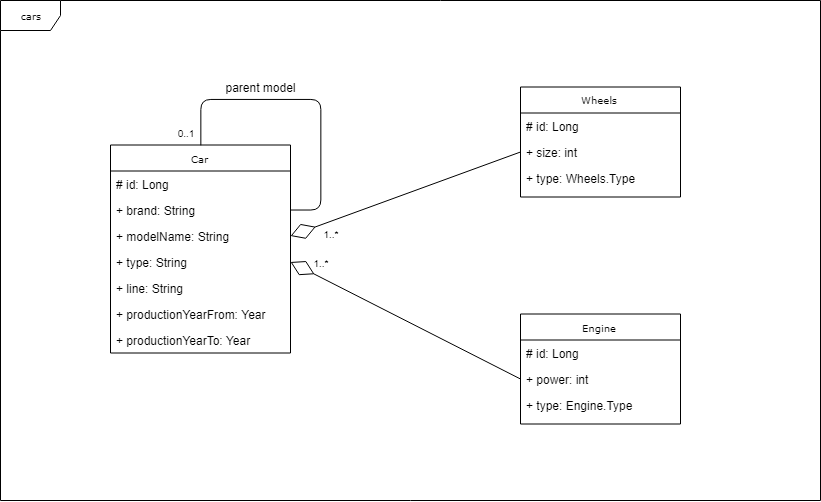 cars
parent model
0..1
Car
# id: Long
+ brand: String
+ modelName: String
+ type: String
+ line: String
+ productionYearFrom: Year
+ productionYearTo: Year
1..*
1..*
Wheels
# id: Long
+ size: int
+ type: Wheels.Type
Engine
# id: Long
+ power: int
+ type: Engine.Type